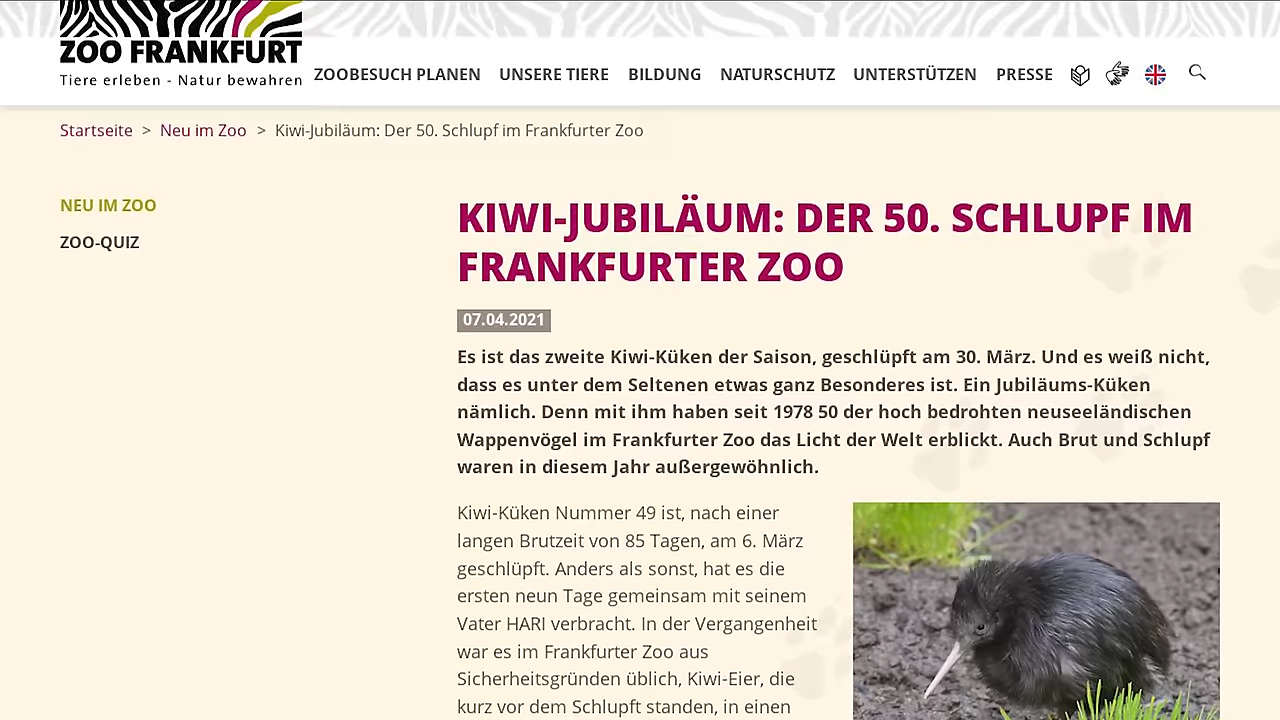 ZOO FRANKFURT
Tiere erleben - Natur bewahren
ZOOBESUCH PLANEN UNSERE TIERE BILDUNG NATURSCHUTZ UNTERSTÜTZEN PRESSE
Startseite > Neu im Zoo > Kiwi-Jubiläum: Der 50. Schlupf im Frankfurter Zoo
NEU IM ZOO
ZOO-QUIZ
KIWI-JUBILÄUM: DER 50. SCHLUPF IM
FRANKFURTER ZOO
07.04.2021
Es ist das zweite Kiwi-Küken der Saison, geschlüpft am 30. März. Und es weiß nicht,
dass es unter dem Seltenen etwas ganz Besonderes ist. Ein Jubiläums-Küken
nämlich. Denn mit ihm haben seit 1978 50 der hoch bedrohten neuseeländischen
Wappenvögel im Frankfurter Zoo das Licht der Welt erblickt. Auch Brut und Schlupf
waren in diesem Jahr außergewöhnlich.
Kiwi-Küken Nummer 49 ist, nach einer
langen Brutzeit von 85 Tagen, am 6. März
geschlüpft. Anders als sonst, hat es die
ersten neun Tage gemeinsam mit seinem
Vater HARI verbracht. In der Vergangenheit
war es im Frankfurter Zoo aus
Sicherheitsgründen üblich, Kiwi-Eier, die
kurz vor dem Schlupf standen, in einen